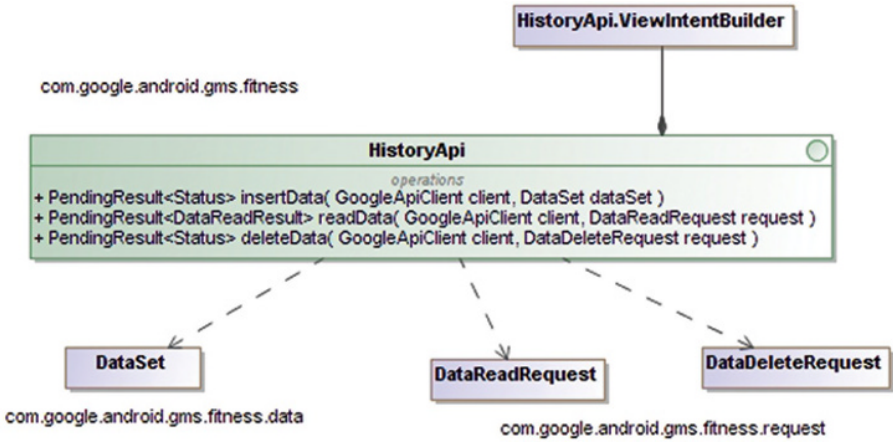 HistoryApi.ViewIntentBuilder
com.google.android.gms.fitness
HistoryApi
operations
+ PendingResult<Status> insertData( GoogleApiClient client, DataSet dataSet )
+ PendingResult<DataReadResult> readData( GoogleApiClient client, DataReadRequest request )
+ PendingResult<Status> deleteData( GoogleApiClient client, DataDeleteRequest request )
DataSet
DataReadRequest
DataDeleteRequest
com.google.android.gms.fitness.data
com.google.android.gms.fitness.request